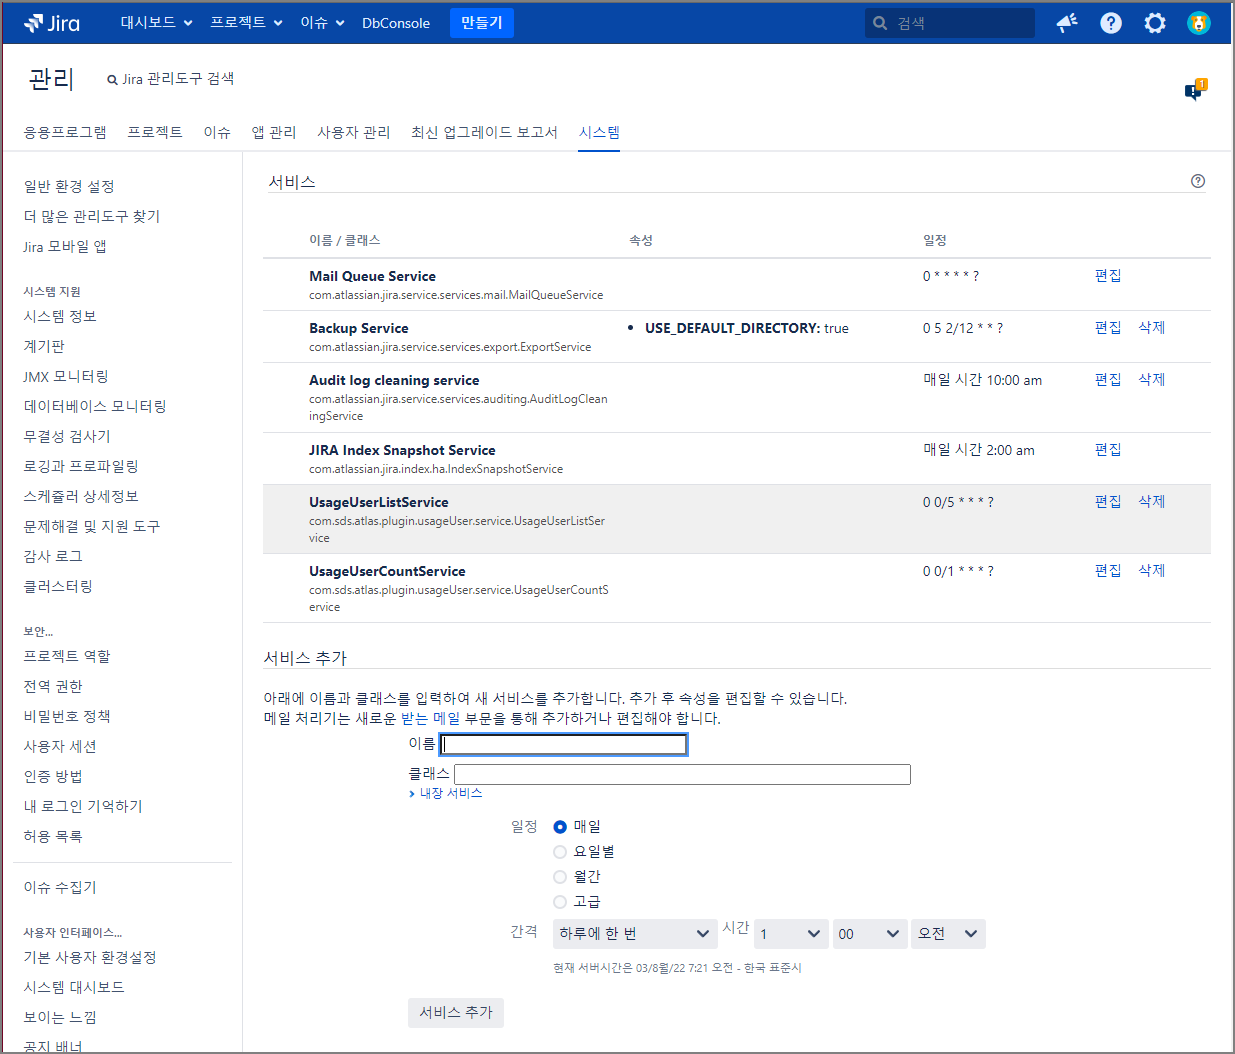 Jira 대시보드 프로젝트 이슈 DbConsole 만들기 검색
관리 Jira 관리도구 검색
1
응용프로그램 프로젝트 이슈 앱 관리 사용자 관리 최신 업그레이드 보고서 시스템
일반 환경 설정
더 많은 관리도구 찾기
Jira 모바일 앱
시스템 지원
시스템 정보
계기판
JMX 모니터링
데이터베이스 모니터링
무결성 검사기
로깅과 프로파일링
스케쥴러 상세정보
문제해결 및 지원 도구
감사 로그
클러스터링
보안...
프로젝트 역할
전역 권한
비밀번호 정책
사용자 세션
인증 방법
내 로그인 기억하기
허용 목록
이슈 수집기
사용자 인터페이스...
기본 사용자 환경설정
시스템 대시보드
보이는 느낌
공지 배너
서비스
이름 / 클래스 속성 일정
Mail Queue Service 0 * * * * ? 편집
com.atlassian.jira.service.services.mail.MailQueueService
Backup Service • USE_DEFAULT_DIRECTORY: true 0 5 2/12 * * ? 편집 삭제
com.atlassian.jira.service.services.export.ExportService
Audit log cleaning service 매일 시간 10:00 am 편집 삭제
com.atlassian.jira.service.services.auditing.AuditLogClean
ingService
JIRA Index Snapshot Service 매일 시간 2:00 am 편집
com.atlassian.jira.index.ha.IndexSnapshotService
UsageUserListService 0 0/5 * * * ? 편집 삭제
com.sds.atlas.plugin.usageUser.service.UsageUserListSer
vice
UsageUserCountService 0 0/1 * * * ? 편집 삭제
com.sds.atlas.plugin.usageUser.service.UsageUserCountS
ervice
서비스 추가
아래에 이름과 클래스를 입력하여 새 서비스를 추가합니다. 추가 후 속성을 편집할 수 있습니다.
메일 처리기는 새로운 받는 메일 부문을 통해 추가하거나 편집해야 합니다.
이름
클래스
내장 서비스
일정 매일
요일별
월간
고급
간격 하루에 한 번 시간 1 00 오전
현재 서버시간은 03/8월/22 7:21 오전 - 한국 표준시
서비스 추가